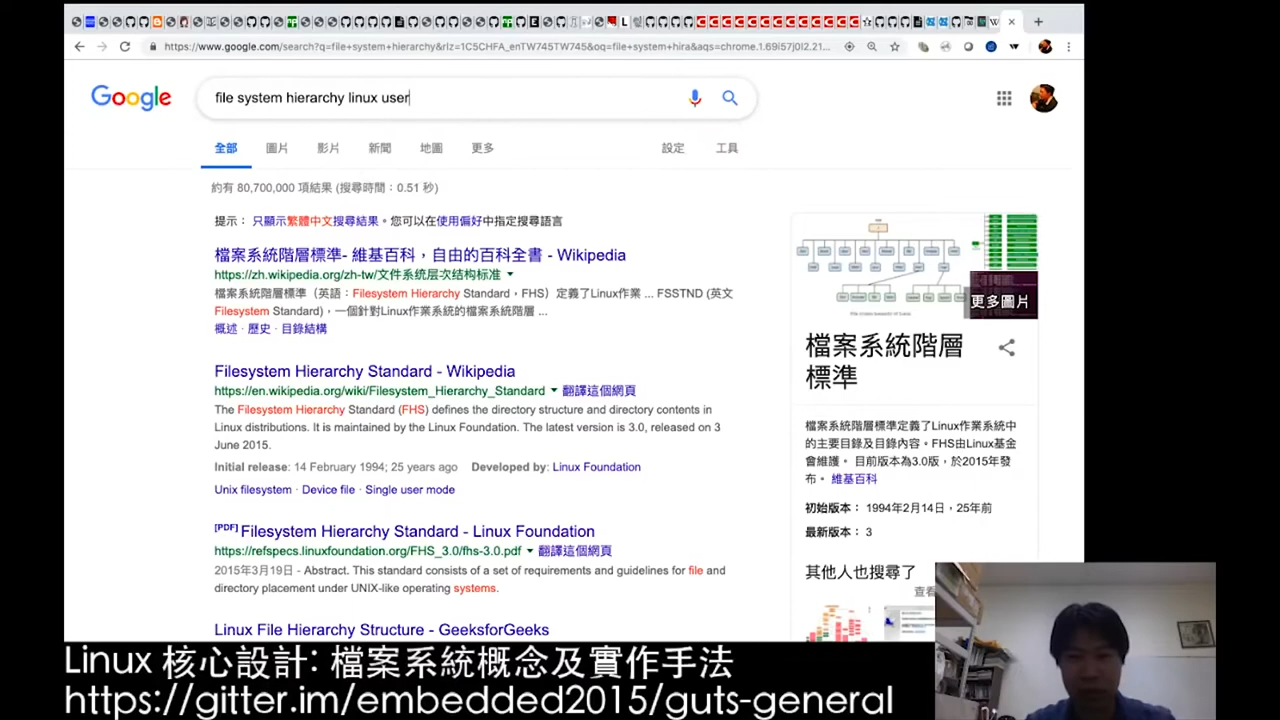 https://www.google.com/search?q=file+system+hierarchy&rlz=1C5CHFA_enTW745TW745&oq=file+system+hira&aqs=chrome.1.69i57j0l2.21...
Google
file system hierarchy linux user
全部 圖片 影片 新聞 地圖 更多 設定 工具
約有 80,700,000 項結果 (搜尋時間：0.51 秒)
提示： 只顯示繁體中文搜尋結果。您可以在使用偏好中指定搜尋語言
檔案系統階層標準- 維基百科，自由的百科全書 - Wikipedia
https://zh.wikipedia.org/zh-tw/文件系统层次结构标准
檔案系統階層標準（英語：Filesystem Hierarchy Standard，FHS）定義了Linux作業 ... FSSTND (英文
Filesystem Standard)，一個針對Linux作業系統的檔案系統階層 ...
概述 · 歷史 · 目錄結構
Filesystem Hierarchy Standard - Wikipedia
https://en.wikipedia.org/wiki/Filesystem_Hierarchy_Standard 翻譯這個網頁
The Filesystem Hierarchy Standard (FHS) defines the directory structure and directory contents in
Linux distributions. It is maintained by the Linux Foundation. The latest version is 3.0, released on 3
June 2015.
Initial release: 14 February 1994; 25 years ago Developed by: Linux Foundation
Unix filesystem · Device file · Single user mode
[PDF] Filesystem Hierarchy Standard - Linux Foundation
https://refspecs.linuxfoundation.org/FHS_3.0/fhs-3.0.pdf 翻譯這個網頁
2015年3月19日 - Abstract. This standard consists of a set of requirements and guidelines for file and
directory placement under UNIX-like operating systems.
Linux File Hierarchy Structure - GeeksforGeeks
更多圖片
檔案系統階層
標準
檔案系統階層標準定義了Linux作業系統中
的主要目錄及目錄內容。FHS由Linux基金
會維護。 目前版本為3.0版，於2015年發
布。 維基百科
初始版本： 1994年2月14日，25年前
最新版本： 3
其他人也搜尋了
查看
Linux 核心設計: 檔案系統概念及實作手法
https://gitter.im/embedded2015/guts-general